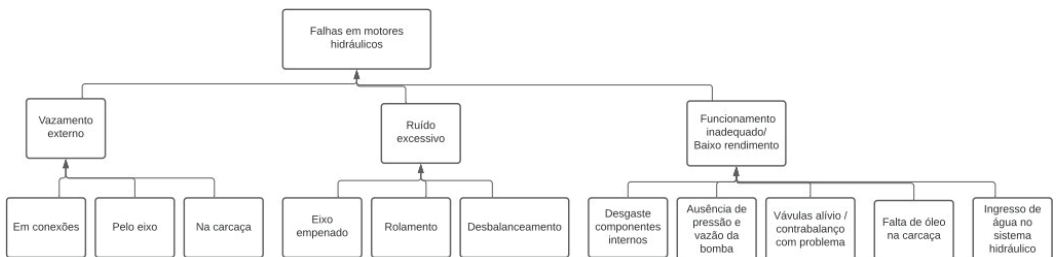 Falhas em motores
hidráulicos
Vazamento
externo
Ruído
excessivo
Funcionamento
inadequado/
Baixo rendimento
Em conexões
Pelo eixo
Na carcaça
Eixo
empenado
Rolamento
Desbalanceamento
Desgaste
componentes
internos
Ausência de
pressão e
vazão da
bomba
Vávulas alívio /
contrabalanço
com problema
Falta de óleo
na carcaça
Ingresso de
água no
sistema
hidráulico